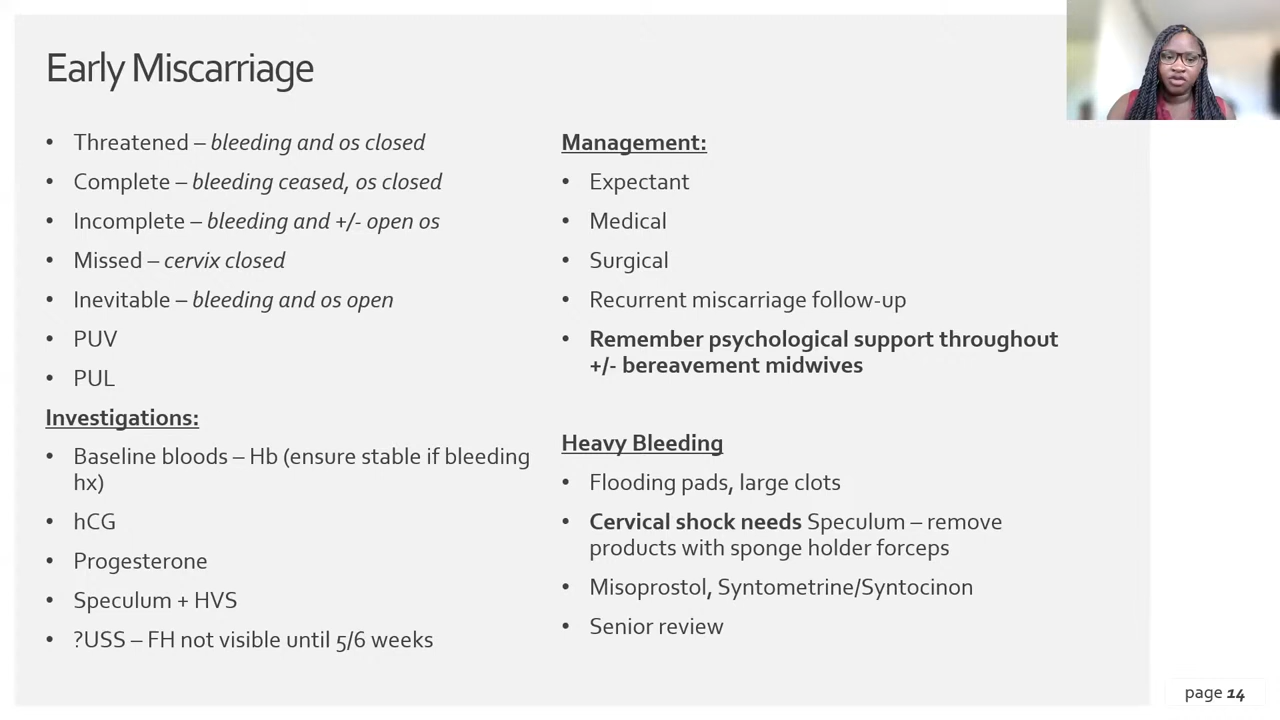 Early Miscarriage
• Threatened – bleeding and os closed
• Complete – bleeding ceased, os closed
• Incomplete – bleeding and +/- open os
• Missed – cervix closed
• Inevitable – bleeding and os open
• PUV
• PUL
Investigations:
• Baseline bloods – Hb (ensure stable if bleeding
hx)
• hCG
• Progesterone
• Speculum + HVS
• ?USS – FH not visible until 5/6 weeks
Management:
• Expectant
• Medical
• Surgical
• Recurrent miscarriage follow-up
• Remember psychological support throughout
+/- bereavement midwives
Heavy Bleeding
• Flooding pads, large clots
• Cervical shock needs Speculum – remove
products with sponge holder forceps
• Misoprostol, Syntometrine/Syntocinon
• Senior review
page 14